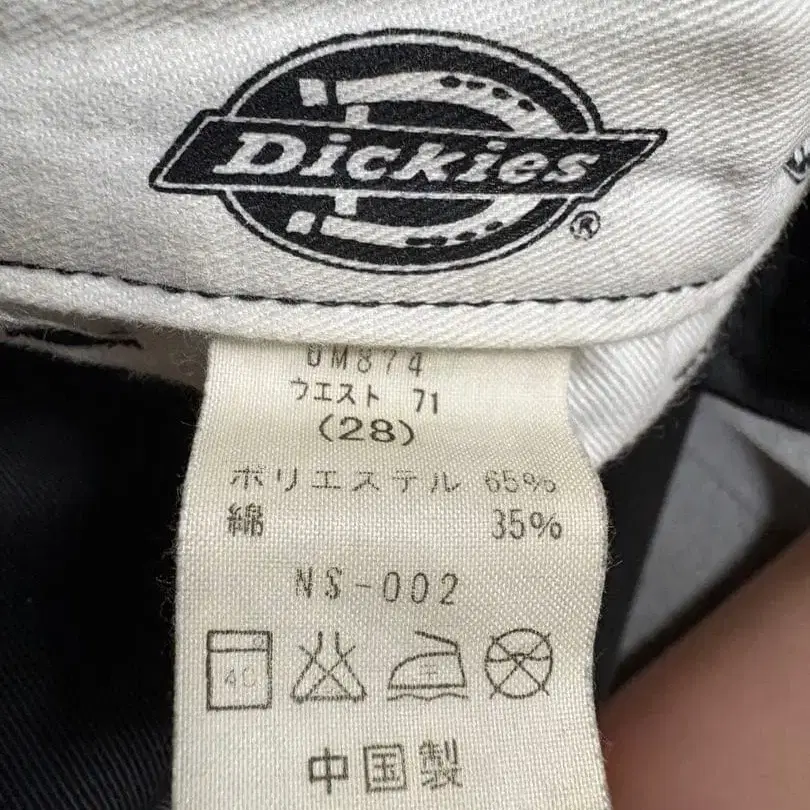 Dickies
®
UM874
ウエスト 71
(28)
ポリエステル 65%
綿 35%
NS-002
40
中国製